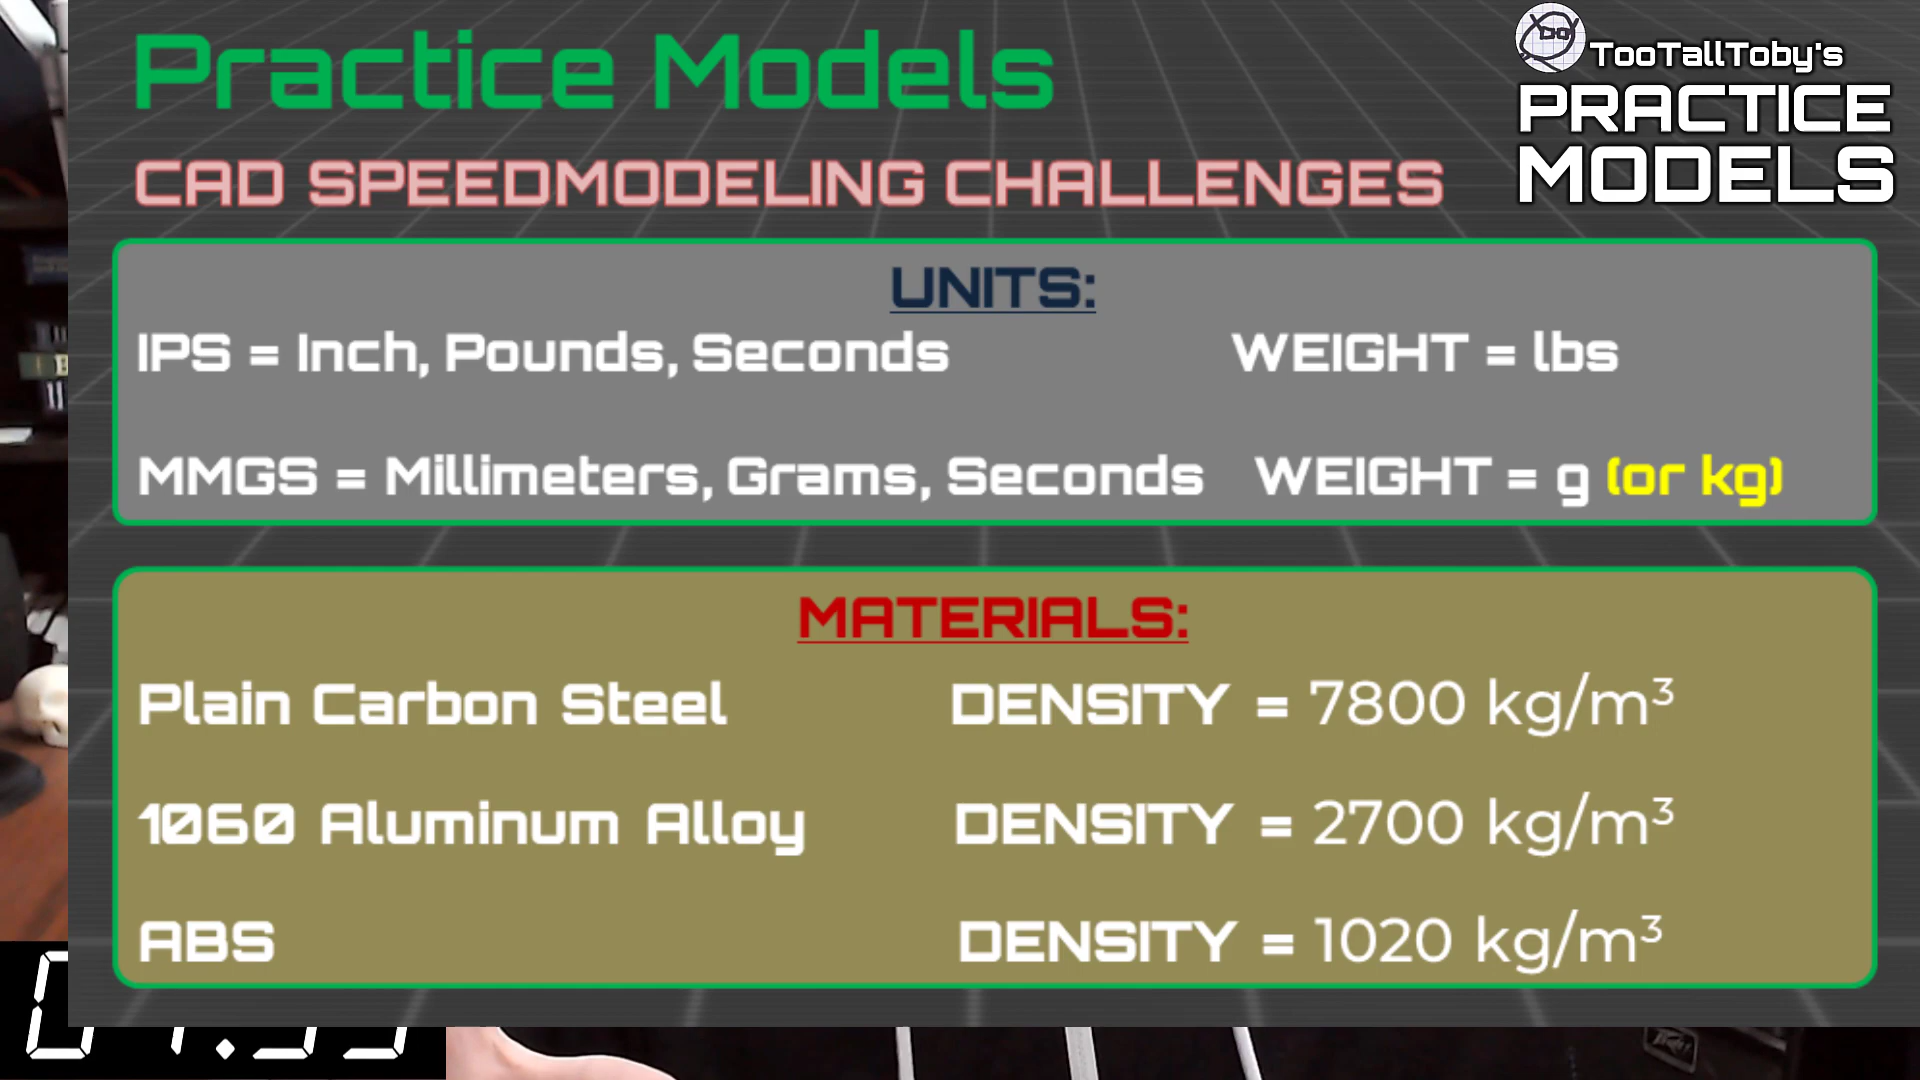 Practice Models
TooTallToby's
PRACTICE
MODELS
CAD SPEEDMODELING CHALLENGES
UNITS:
IPS = Inch, Pounds, Seconds WEIGHT = lbs
MMGS = Millimeters, Grams, Seconds WEIGHT = g (or kg)
MATERIALS:
Plain Carbon Steel DENSITY = 7800 kg/m³
1060 Aluminum Alloy DENSITY = 2700 kg/m³
ABS DENSITY = 1020 kg/m³